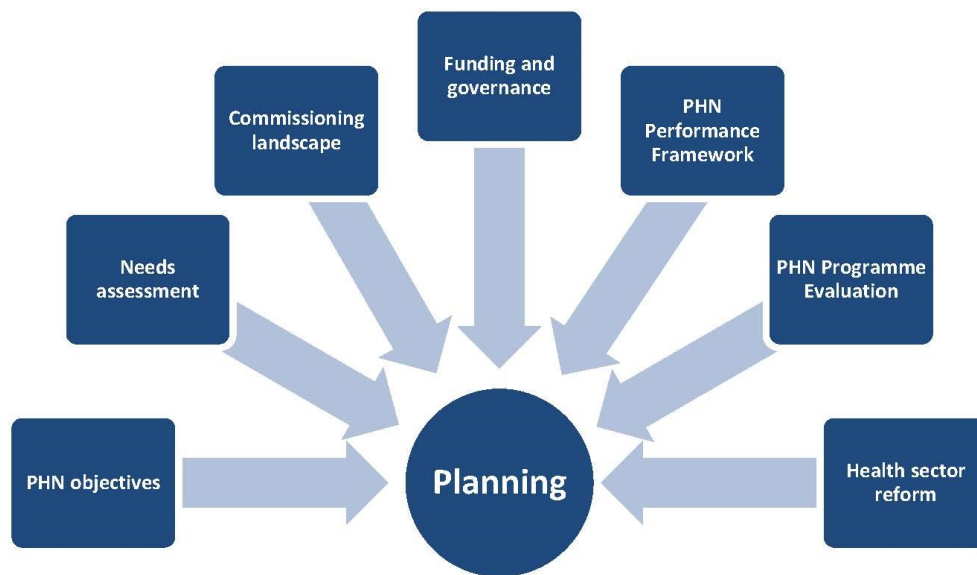 Funding and
governance
Commissioning
landscape
PHN
Performance
Framework
Needs
assessment
PHN Programme
Evaluation
PHN objectives
Planning
Health sector
reform